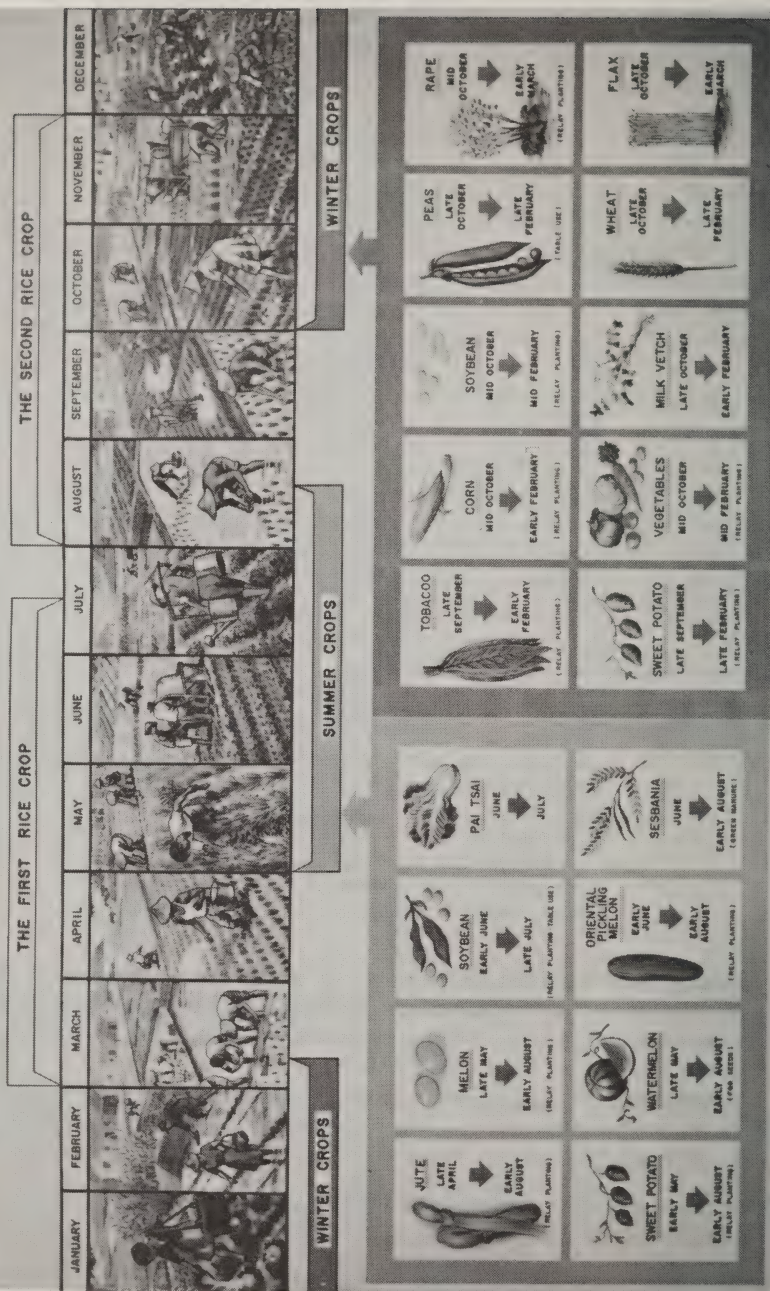 THE FIRST RICE CROP
THE SECOND RICE CROP
JANUARY
FEBRUARY
MARCH
APRIL
MAY
JUNE
JULY
AUGUST
SEPTEMBER
OCTOBER
NOVEMBER
DECEMBER
WINTER CROPS
SUMMER CROPS
WINTER CROPS
JUTE
LATE
APRIL
EARLY
AUGUST
(RELAY PLANTING)
MELON
LATE MAY
EARLY AUGUST
(RELAY PLANTING)
SOYBEAN
EARLY JUNE
LATE JULY
(RELAY PLANTING TABLE USE)
PAI TSAI
JUNE
JULY
TOBACOO
LATE
SEPTEMBER
EARLY
FEBRUARY
(RELAY PLANTING)
CORN
MID OCTOBER
EARLY FEBRUARY
(RELAY PLANTING)
SOYBEAN
MID OCTOBER
MID FEBRUARY
(RELAY PLANTING)
PEAS
LATE
OCTOBER
LATE
FEBRUARY
(TABLE USE)
RAPE
MID
OCTOBER
EARLY
MARCH
(RELAY PLANTING)
SWEET POTATO
EARLY MAY
EARLY AUGUST
(RELAY PLANTING)
WATERMELON
LATE MAY
EARLY AUGUST
(FOR SEEDS)
ORIENTAL
PICKLING
MELON
EARLY
JUNE
EARLY
AUGUST
(RELAY PLANTING)
SESBANIA
JUNE
EARLY AUGUST
(GREEN MANURE)
SWEET POTATO
LATE SEPTEMBER
LATE FEBRUARY
(RELAY PLANTING)
VEGETABLES
MID OCTOBER
MID FEBRUARY
(RELAY PLANTING)
MILK VETCH
LATE OCTOBER
EARLY FEBRUARY
WHEAT
LATE
OCTOBER
LATE
FEBRUARY
FLAX
LATE
OCTOBER
EARLY
MARCH